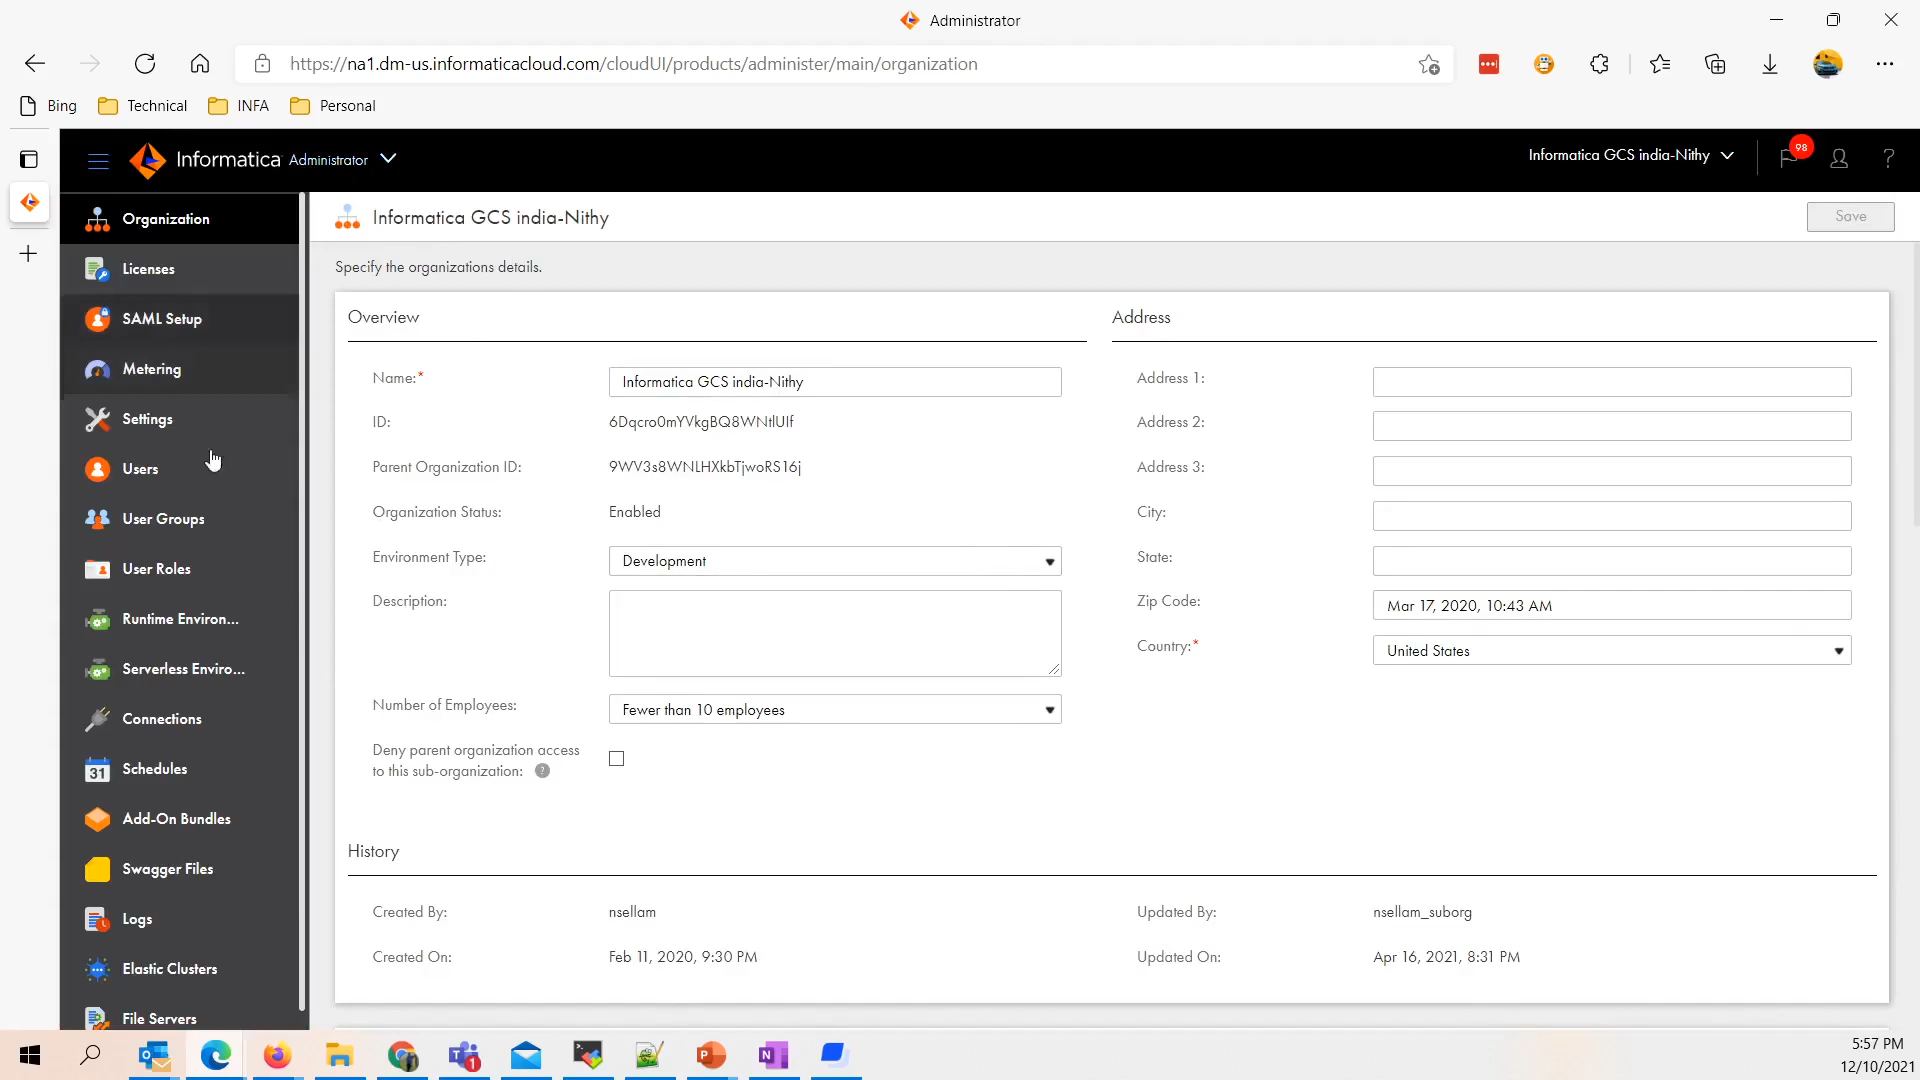 Administrator
https://na1.dm-us.informaticacloud.com/cloudUI/products/administer/main/organization
Bing Technical INFA Personal
Informatica Administrator
Informatica GCS india-Nithy
98
?
Organization
Licenses
SAML Setup
Metering
Settings
Users
User Groups
User Roles
Runtime Environ...
Serverless Enviro...
Connections
31 Schedules
Add-On Bundles
Swagger Files
Logs
Elastic Clusters
File Servers
Informatica GCS india-Nithy
Save
Specify the organizations details.
Overview
Name:* Informatica GCS india-Nithy
ID: 6Dqcro0mYVkgBQ8WNtlUIf
Parent Organization ID: 9WV3s8WNLHXkbTjwoRS16j
Organization Status: Enabled
Environment Type: Development
Description:
Number of Employees: Fewer than 10 employees
Deny parent organization access
to this sub-organization: ?
Address
Address 1:
Address 2:
Address 3:
City:
State:
Zip Code: Mar 17, 2020, 10:43 AM
Country:* United States
History
Created By: nsellam
Updated By: nsellam_suborg
Created On: Feb 11, 2020, 9:30 PM
Updated On: Apr 16, 2021, 8:31 PM
5:57 PM
12/10/2021